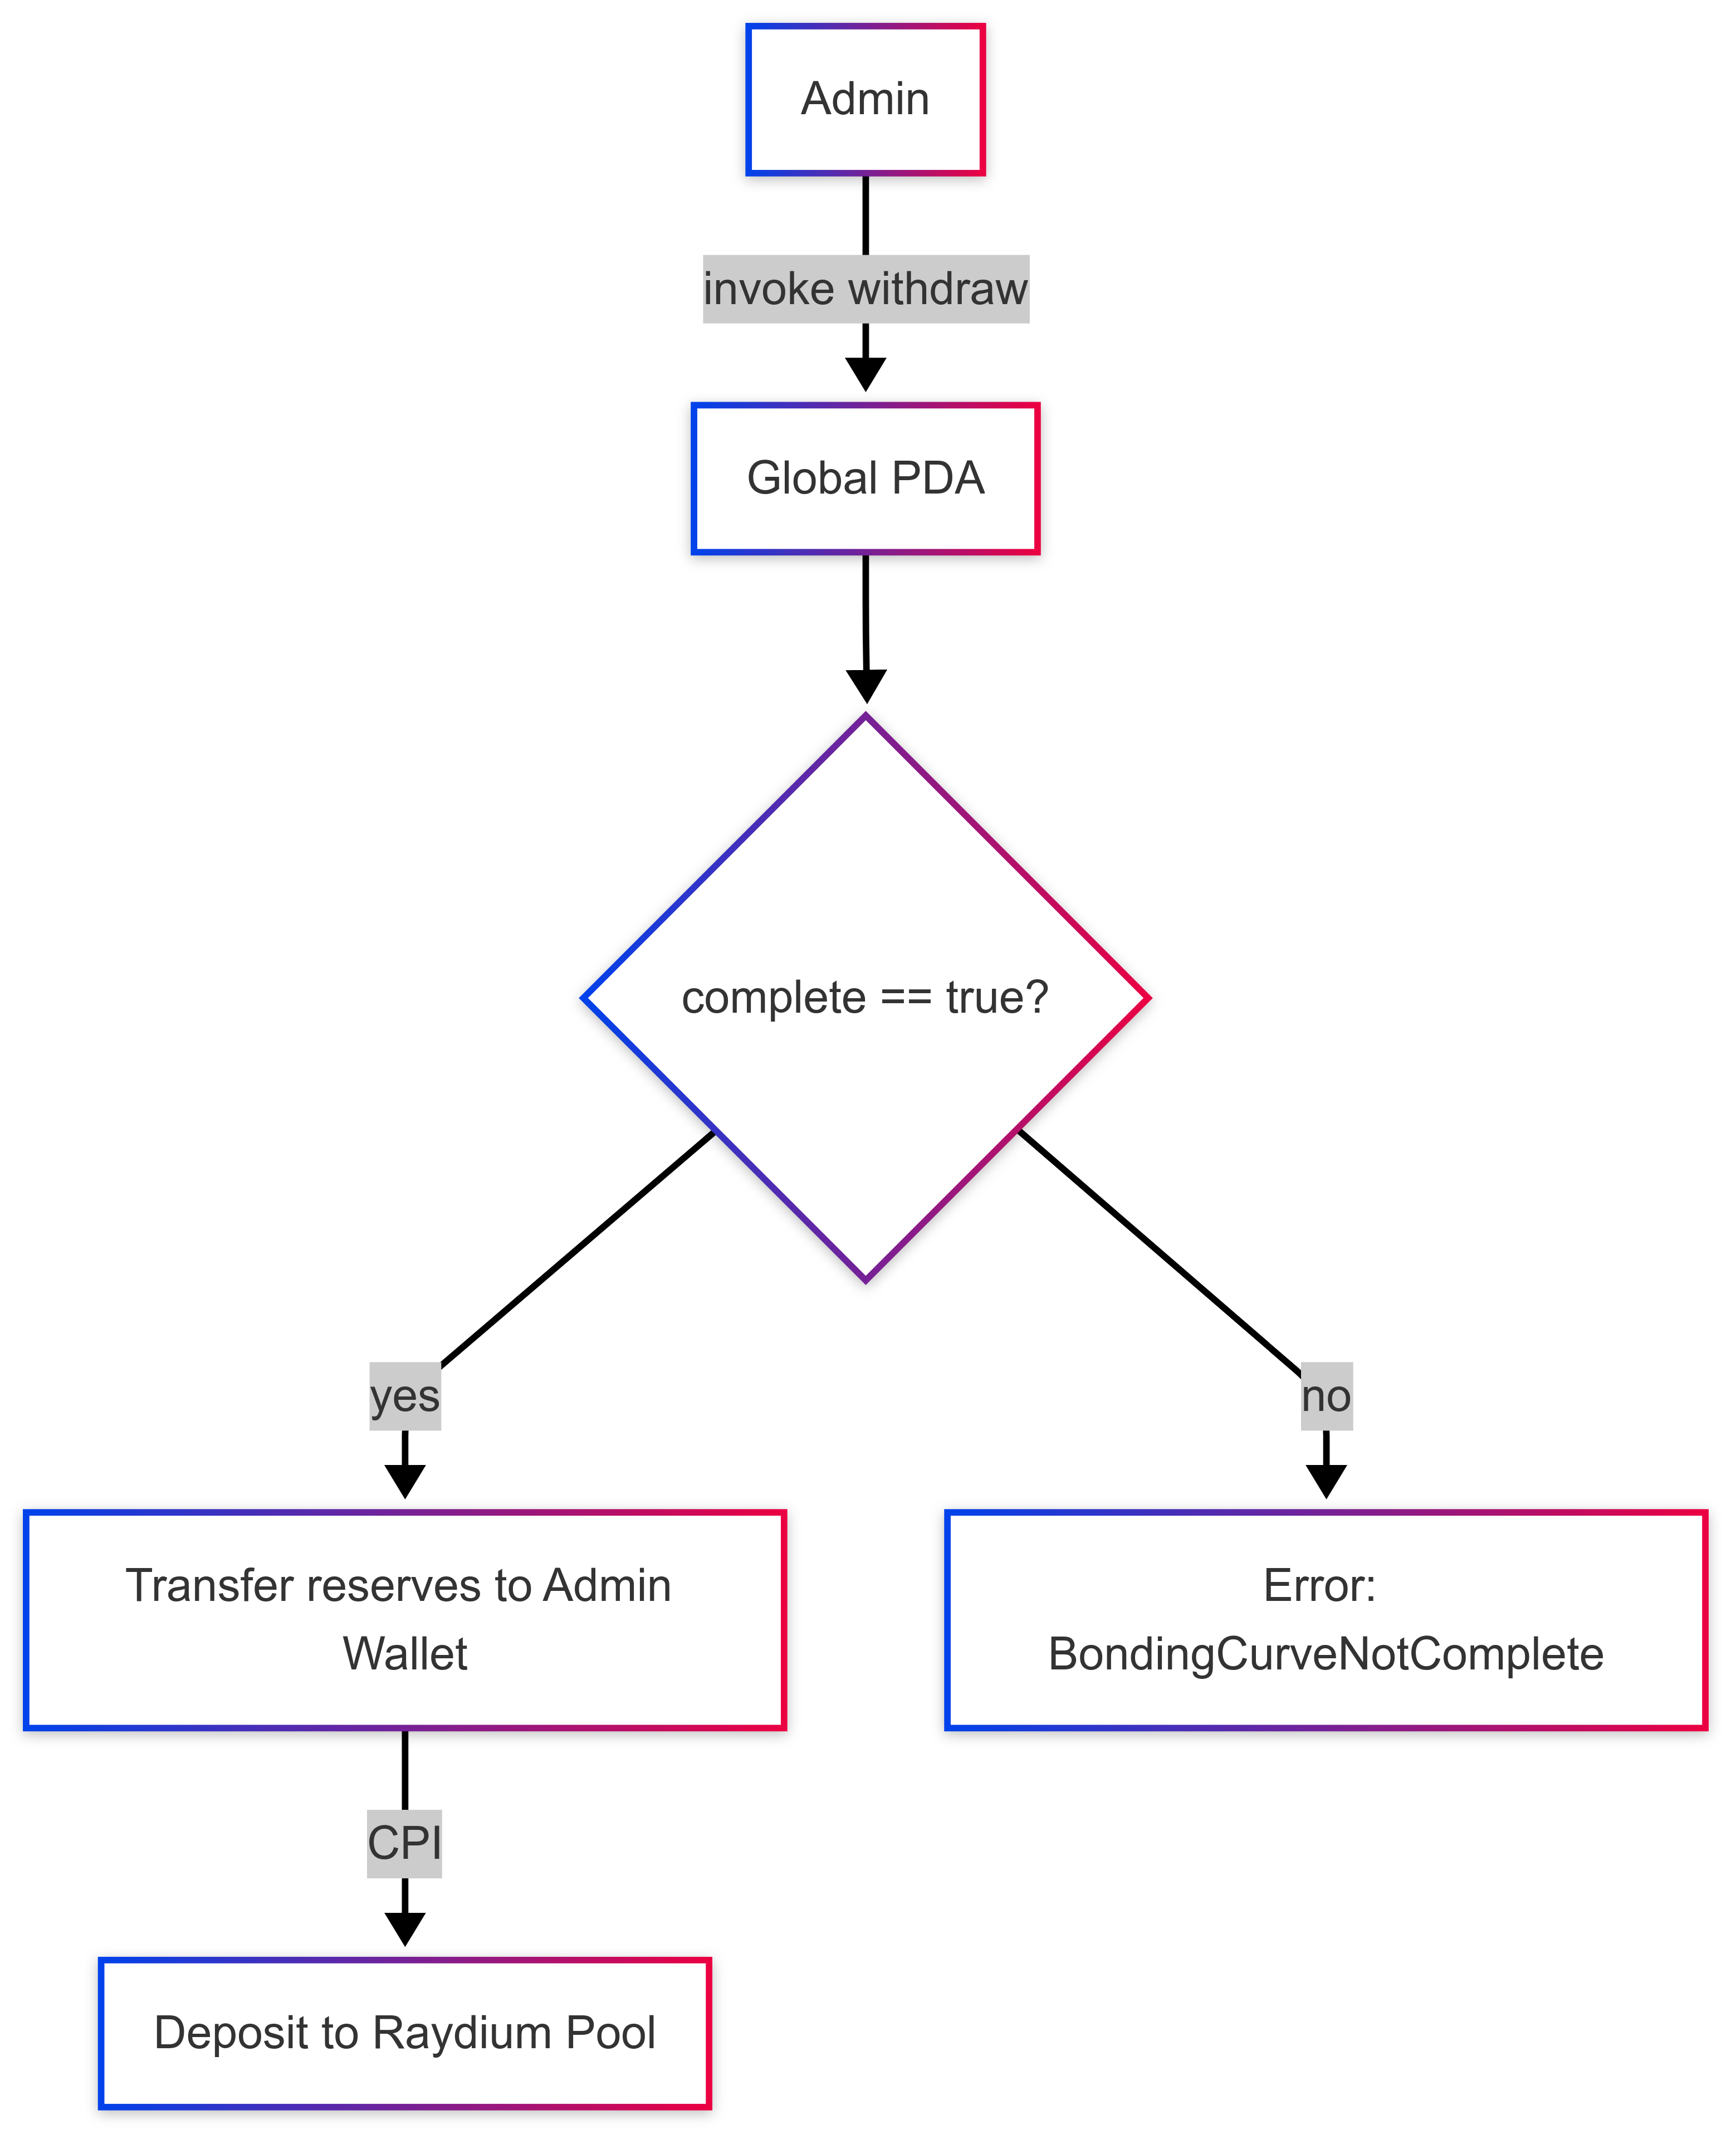 Admin
invoke withdraw
Global PDA
complete == true?
yes
no
Transfer reserves to Admin
Wallet
Error:
BondingCurveNotComplete
CPI
Deposit to Raydium Pool